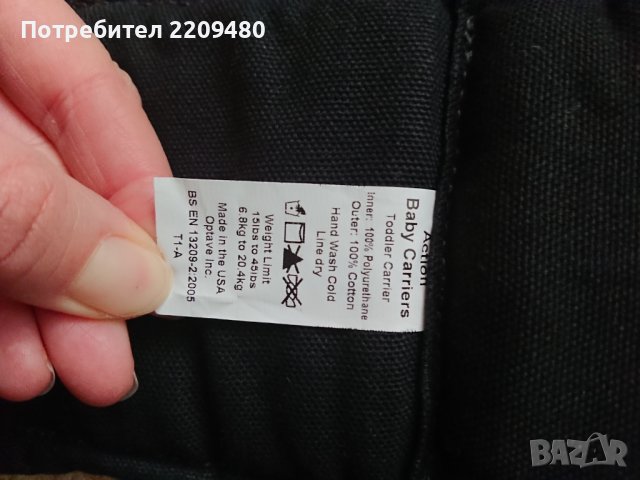 Потребител 2209480
Action
Baby Carriers
Toddler Carrier
Inner: 100% Polyurethane
Outer: 100% Cotton
Hand Wash Cold
Line dry
Weight Limit
15lbs to 45lbs
6.8kg to 20.4kg
Made in the USA
Optave Inc.
BS EN 13209-2:2005
T1-A
BAZAR